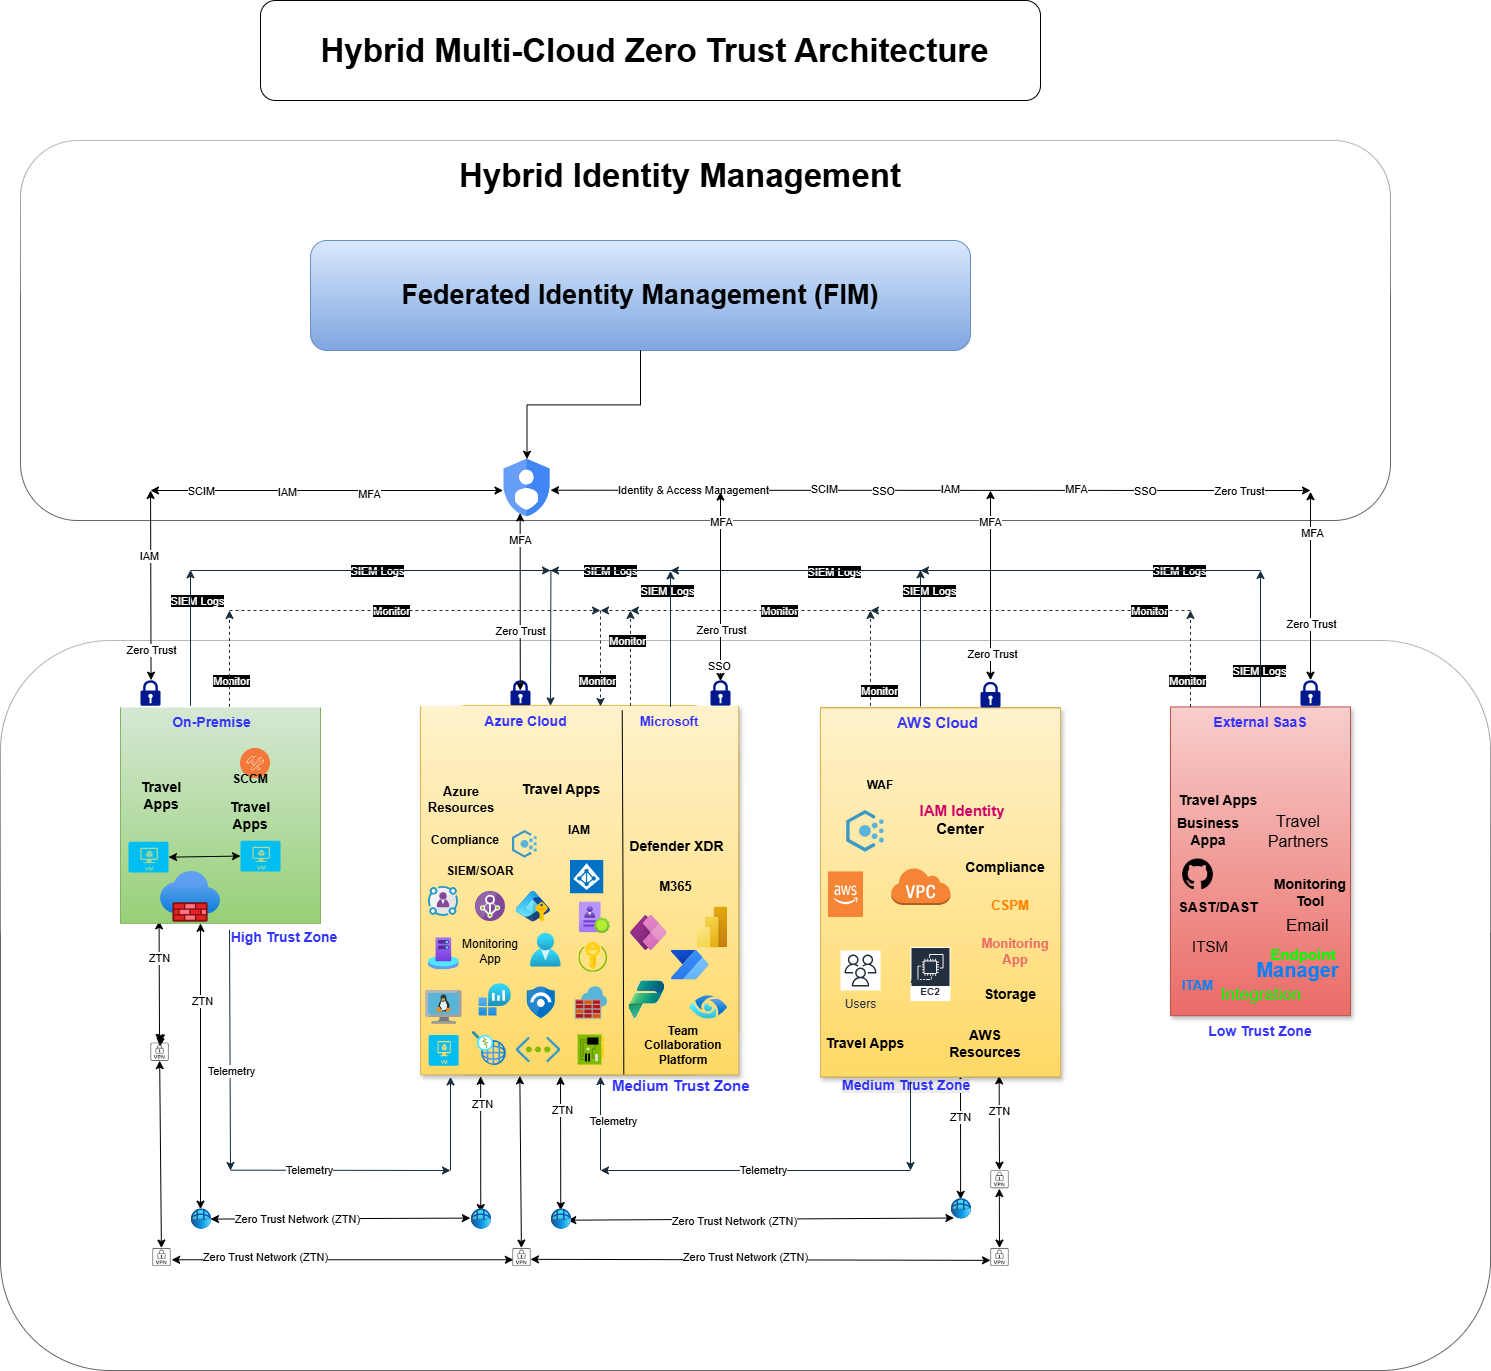 Hybrid Multi-Cloud Zero Trust Architecture
Hybrid Identity Management
Federated Identity Management (FIM)
SCIM
IAM
MFA
Identity & Access Management
SCIM
SSO
IAM
MFA
SSO
Zero Trust
IAM
MFA
MFA
MFA
MFA
SIEM Logs
SIEM Logs
SIEM Logs
SIEM Logs
SIEM Logs
SIEM Logs
SIEM Logs
Monitor
Monitor
Monitor
Zero Trust
Zero Trust
Zero Trust
Zero Trust
Monitor
Zero Trust
SSO
SIEM Logs
Monitor
Monitor
Monitor
Monitor
On-Premise
SCCM
Travel
Apps
Travel
Apps
VM
VM
High Trust Zone
Azure Cloud
Microsoft
Azure
Resources
Travel Apps
Compliance
IAM
SIEM/SOAR
Monitoring
App
VM
Defender XDR
M365
Team
Collaboration
Platform
Medium Trust Zone
AWS Cloud
WAF
IAM Identity
Center
Compliance
aws
VPC
CSPM
Monitoring
App
Users
EC2
Storage
Travel Apps
AWS
Resources
Medium Trust Zone
External SaaS
Travel Apps
Business
Appa
Travel
Partners
Monitoring
Tool
SAST/DAST
Email
ITSM
Endpoint
Manager
ITAM
Integration
Low Trust Zone
ZTN
ZTN
VPN
Telemetry
ZTN
ZTN
Telemetry
ZTN
ZTN
Telemetry
Telemetry
VPN
Zero Trust Network (ZTN)
Zero Trust Network (ZTN)
VPN
Zero Trust Network (ZTN)
VPN
Zero Trust Network (ZTN)
VPN